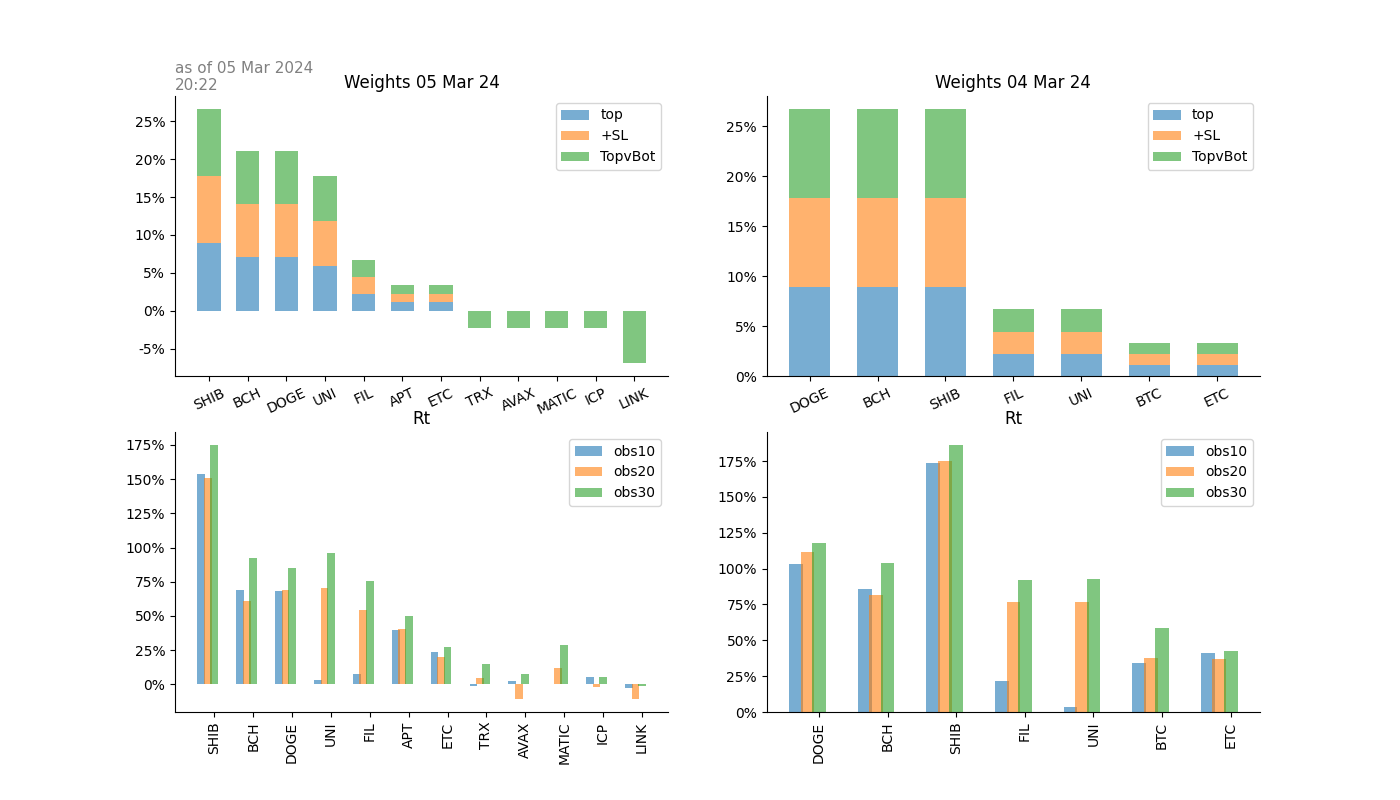 as of 05 Mar 2024
20:22
Weights 05 Mar 24
25%
20%
15%
10%
5%
0%
-5%
top
+SL
TopvBot
SHIB BCH DOGE UNI FIL APT ETC TRX AVAX MATIC ICP LINK
Weights 04 Mar 24
25%
20%
15%
10%
5%
0%
top
+SL
TopvBot
DOGE BCH SHIB FIL UNI BTC ETC
Rt
175%
150%
125%
100%
75%
50%
25%
0%
obs10
obs20
obs30
SHIB BCH DOGE UNI FIL APT ETC TRX AVAX MATIC ICP LINK
Rt
175%
150%
125%
100%
75%
50%
25%
0%
obs10
obs20
obs30
DOGE BCH SHIB FIL UNI BTC ETC